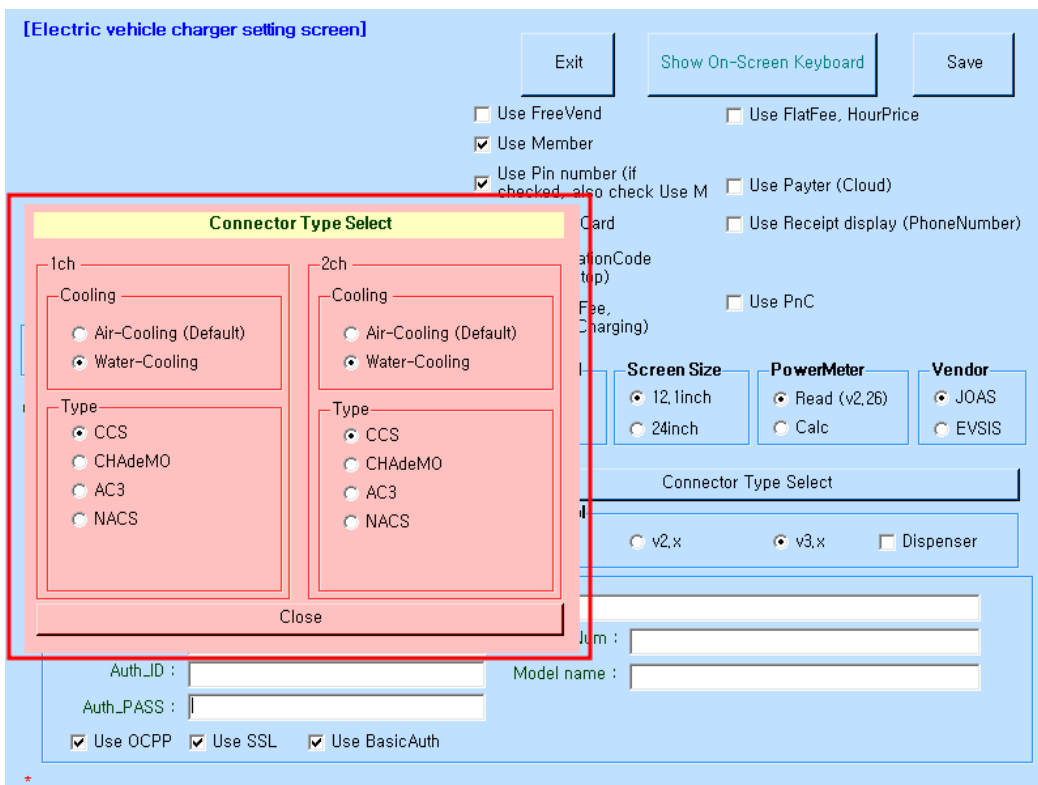 [Electric vehicle charger setting screen]
Exit
Show On-Screen Keyboard
Save
Use FreeVend
Use FlatFee, HourPrice
Use Member
Use Pin number (if
checked, also check Use M
Use Payter (Cloud)
Card
Use Receipt display (PhoneNumber)
ationCode
top)
Fee,
Charging)
Use PnC
Connector Type Select
1ch
2ch
Cooling
Cooling
Air-Cooling (Default)
Air-Cooling (Default)
Water-Cooling
Water-Cooling
Type
Type
CCS
CCS
CHAdeMO
CHAdeMO
AC3
AC3
NACS
NACS
Close
Screen Size
12,1inch
24inch
PowerMeter
Read (v2,26)
Calc
Vendor
JOAS
EVSIS
Connector Type Select
v2,x
v3,x
Dispenser
Num :
Auth_ID :
Model name :
Auth_PASS :
Use OCPP
Use SSL
Use BasicAuth
*